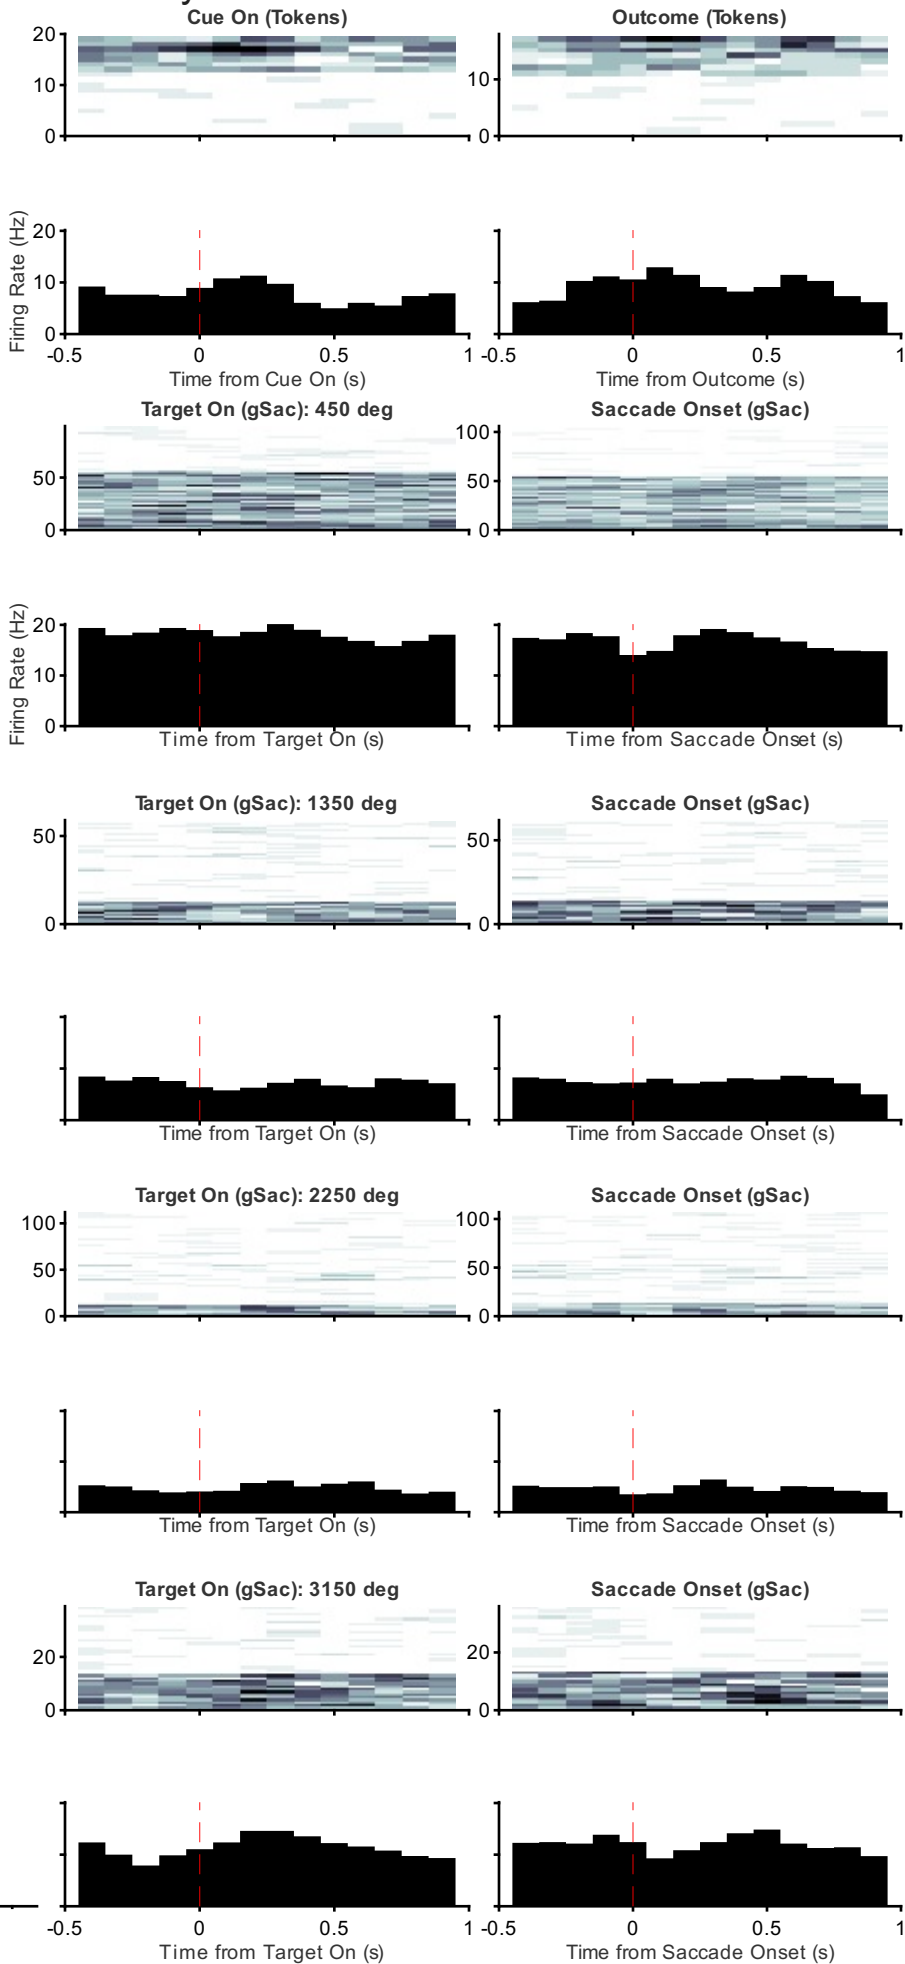 Cue On (Tokens) Outcome (Tokens)
20
10
0
10
0
Firing Rate (Hz)
20
10
0
-0.5 0 0.5 1 -0.5 0 0.5 1
Time from Cue On (s) Time from Outcome (s)
Target On (gSac): 450 deg Saccade Onset (gSac)
50
0
100
50
0
Firing Rate (Hz)
20
10
0
Time from Target On (s) Time from Saccade Onset (s)
Target On (gSac): 1350 deg Saccade Onset (gSac)
50
0
50
0
Time from Target On (s) Time from Saccade Onset (s)
Target On (gSac): 2250 deg Saccade Onset (gSac)
100
50
0
100
50
0
Time from Target On (s) Time from Saccade Onset (s)
Target On (gSac): 3150 deg Saccade Onset (gSac)
20
0
20
0
-0.5 0 0.5 1 -0.5 0 0.5 1
Time from Target On (s) Time from Saccade Onset (s)